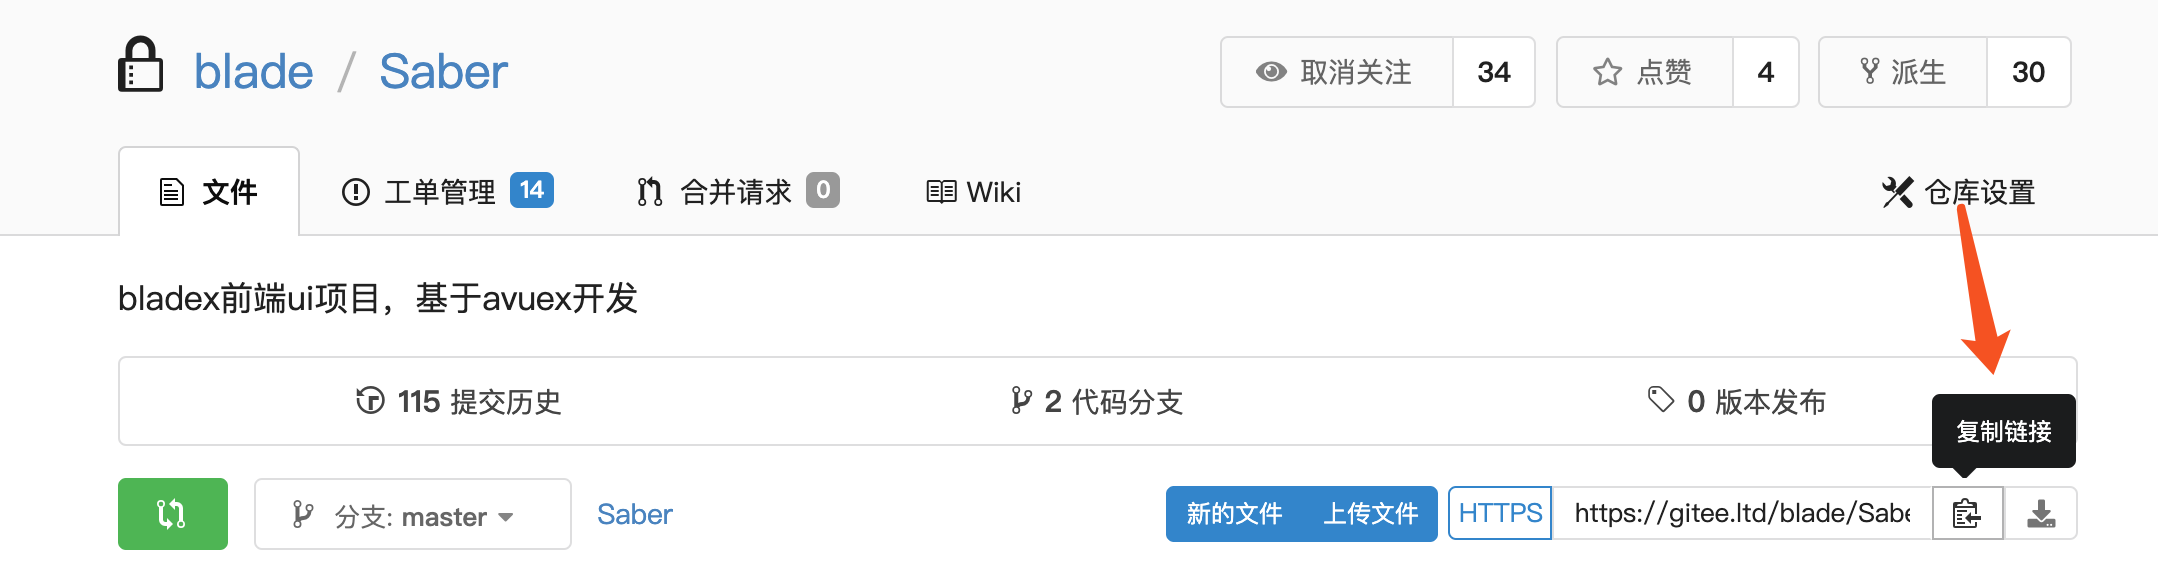 blade / Saber
取消关注 34
点赞 4
派生 30
文件
工单管理 14
合并请求 0
Wiki
仓库设置
bladex前端ui项目，基于avuex开发
115 提交历史
2 代码分支
0 版本发布
复制链接
分支: master
Saber
新的文件
上传文件
HTTPS
https://gitee.ltd/blade/Sabe